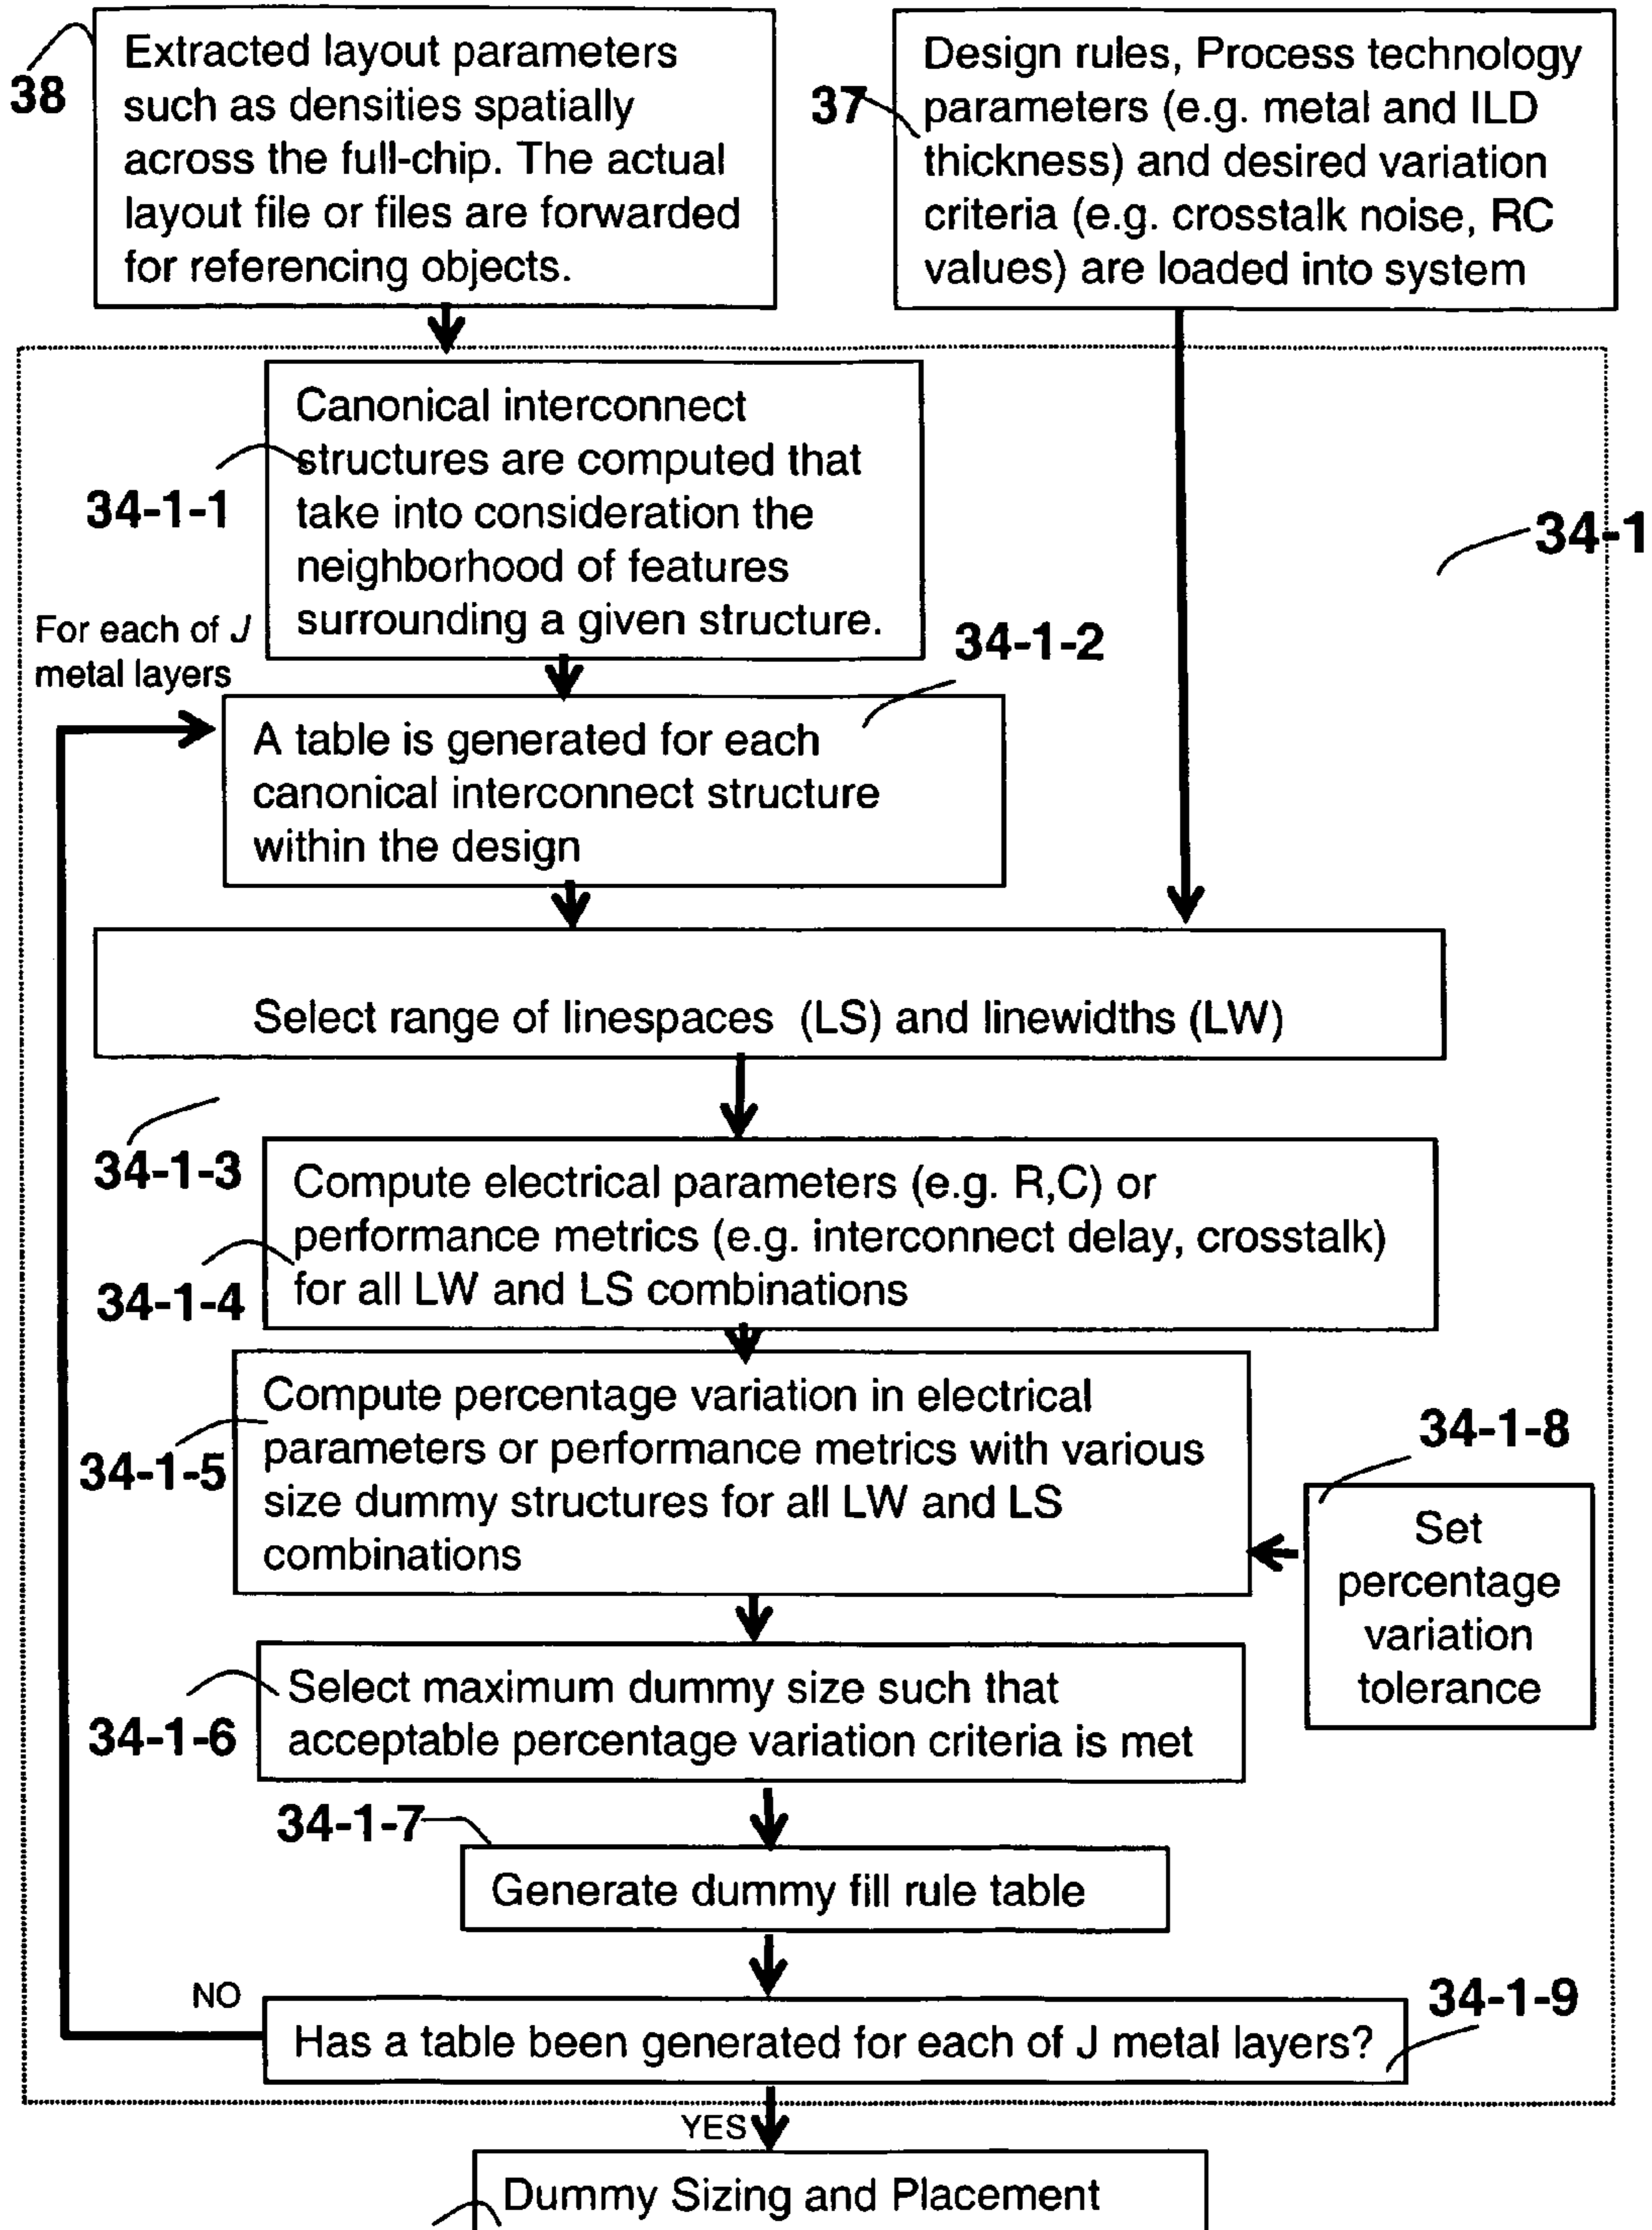 38
Extracted layout parameters
such as densities spatially
across the full-chip. The actual
layout file or files are forwarded
for referencing objects.
37
Design rules, Process technology
parameters (e.g. metal and ILD
thickness) and desired variation
criteria (e.g. crosstalk noise, RC
values) are loaded into system
34-1
34-1-1
Canonical interconnect
structures are computed that
take into consideration the
neighborhood of features
surrounding a given structure.
For each of J
metal layers
34-1-2
A table is generated for each
canonical interconnect structure
within the design
Select range of linespaces (LS) and linewidths (LW)
34-1-3
Compute electrical parameters (e.g. R,C) or
performance metrics (e.g. interconnect delay, crosstalk)
for all LW and LS combinations
34-1-4
Compute percentage variation in electrical
parameters or performance metrics with various
size dummy structures for all LW and LS
combinations
34-1-5
34-1-8
Set
percentage
variation
tolerance
Select maximum dummy size such that
acceptable percentage variation criteria is met
34-1-6
34-1-7
Generate dummy fill rule table
NO
34-1-9
Has a table been generated for each of J metal layers?
YES
Dummy Sizing and Placement